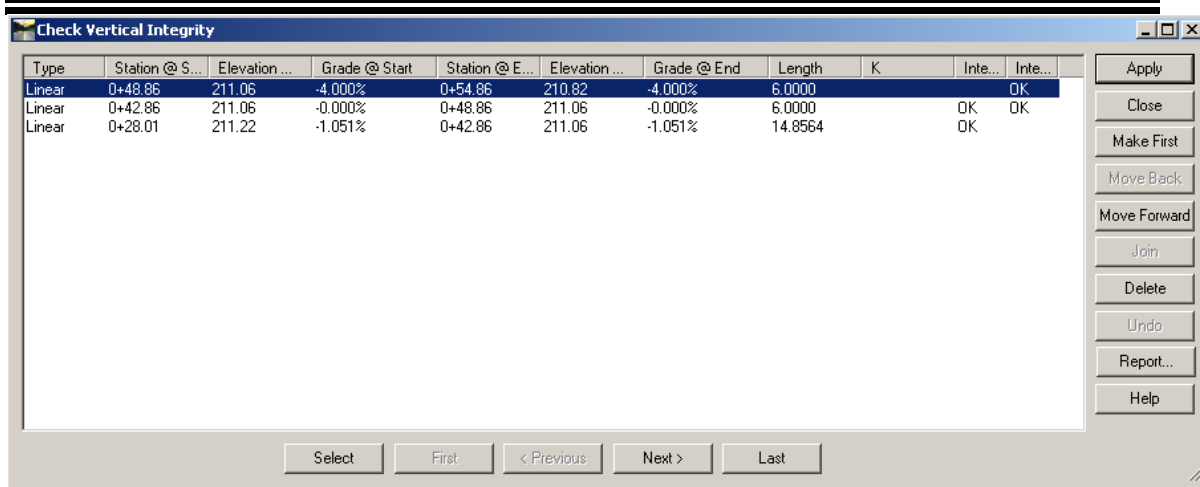 Check Vertical Integrity
Type Station @ S... Elevation ... Grade @ Start Station @ E... Elevation ... Grade @ End Length K Inte... Inte...
Linear 0+48.86 211.06 -4.000% 0+54.86 210.82 -4.000% 6.0000 OK
Linear 0+42.86 211.06 -0.000% 0+48.86 211.06 -0.000% 6.0000 OK OK
Linear 0+28.01 211.22 -1.051% 0+42.86 211.06 -1.051% 14.8564 OK
Apply
Close
Make First
Move Back
Move Forward
Join
Delete
Undo
Report...
Help
Select First < Previous Next > Last